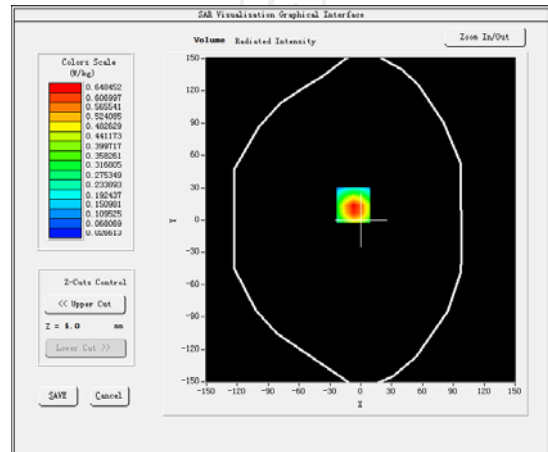 SAR Visualisation Graphical Interface
Volume Radiated Intensity
Zoom In/Out
Colors Scale
(W/kg)
0.648452
0.606997
0.565541
0.524085
0.482629
0.441173
0.399717
0.358261
0.316805
0.275349
0.233893
0.192437
0.150981
0.109525
0.068069
0.026613
150
120
90
60
30
0
-30
-60
-90
-120
-150
Y
-150 -120 -90 -60 -30 0 30 60 90 120 150
X
Z-Cuts Control
<< Upper Cut
Z = 4.0 mm
Lower Cut >>
SAVE Cancel